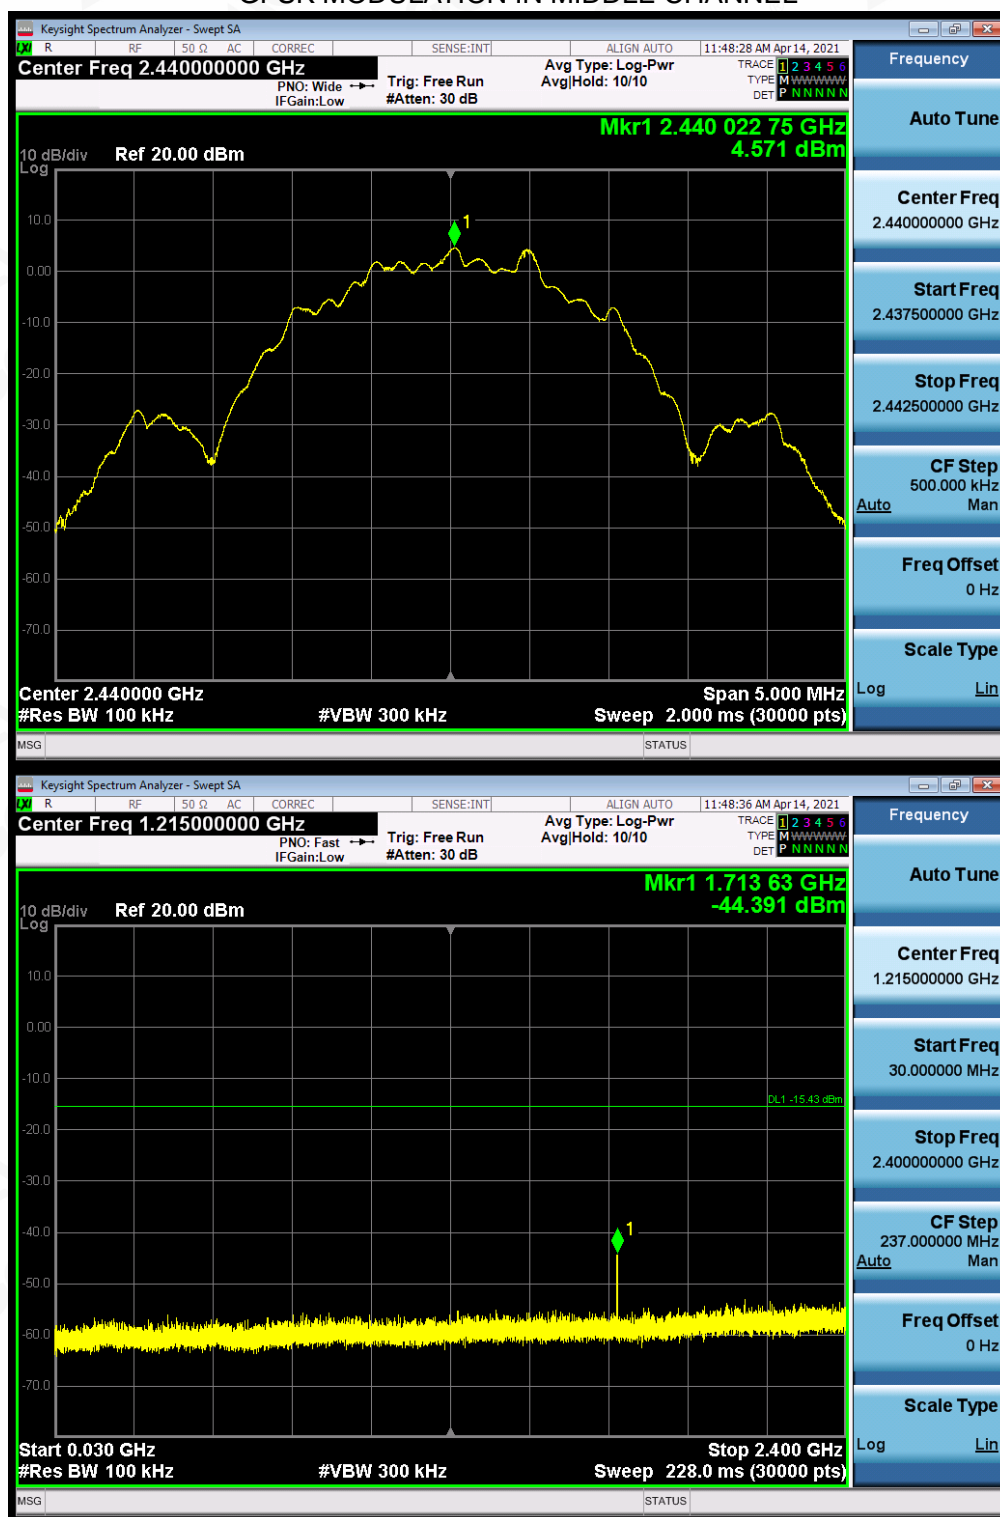 GFSK MODULATION IN MIDDLE CHANNEL
Keysight Spectrum Analyzer - Swept SA
LXI R RF 50 Ω AC CORREC SENSE:INT ALIGN AUTO 11:48:28 AM Apr 14, 2021
Center Freq 2.440000000 GHz
PNO: Wide
IFGain:Low
Trig: Free Run
#Atten: 30 dB
Avg Type: Log-Pwr
Avg|Hold: 10/10
TRACE 1 2 3 4 5 6
TYPE M WWWWW
DET P N N N N N
Mkr1 2.440 022 75 GHz
4.571 dBm
10 dB/div Ref 20.00 dBm
Log
1
10.0
0.00
-10.0
-20.0
-30.0
-40.0
-50.0
-60.0
-70.0
Center 2.440000 GHz Span 5.000 MHz
#Res BW 100 kHz #VBW 300 kHz Sweep 2.000 ms (30000 pts)
MSG STATUS
Frequency
Auto Tune
Center Freq
2.440000000 GHz
Start Freq
2.437500000 GHz
Stop Freq
2.442500000 GHz
CF Step
500.000 kHz
Auto Man
Freq Offset
0 Hz
Scale Type
Log Lin
Keysight Spectrum Analyzer - Swept SA
LXI R RF 50 Ω AC CORREC SENSE:INT ALIGN AUTO 11:48:36 AM Apr 14, 2021
Center Freq 1.215000000 GHz
PNO: Fast
IFGain:Low
Trig: Free Run
#Atten: 30 dB
Avg Type: Log-Pwr
Avg|Hold: 10/10
TRACE 1 2 3 4 5 6
TYPE M WWWWW
DET P N N N N N
Mkr1 1.713 63 GHz
-44.391 dBm
10 dB/div Ref 20.00 dBm
Log
10.0
0.00
-10.0
DL1 -15.43 dBm
-20.0
-30.0
-40.0
1
-50.0
-60.0
-70.0
Start 0.030 GHz Stop 2.400 GHz
#Res BW 100 kHz #VBW 300 kHz Sweep 228.0 ms (30000 pts)
MSG STATUS
Frequency
Auto Tune
Center Freq
1.215000000 GHz
Start Freq
30.000000 MHz
Stop Freq
2.400000000 GHz
CF Step
237.000000 MHz
Auto Man
Freq Offset
0 Hz
Scale Type
Log Lin